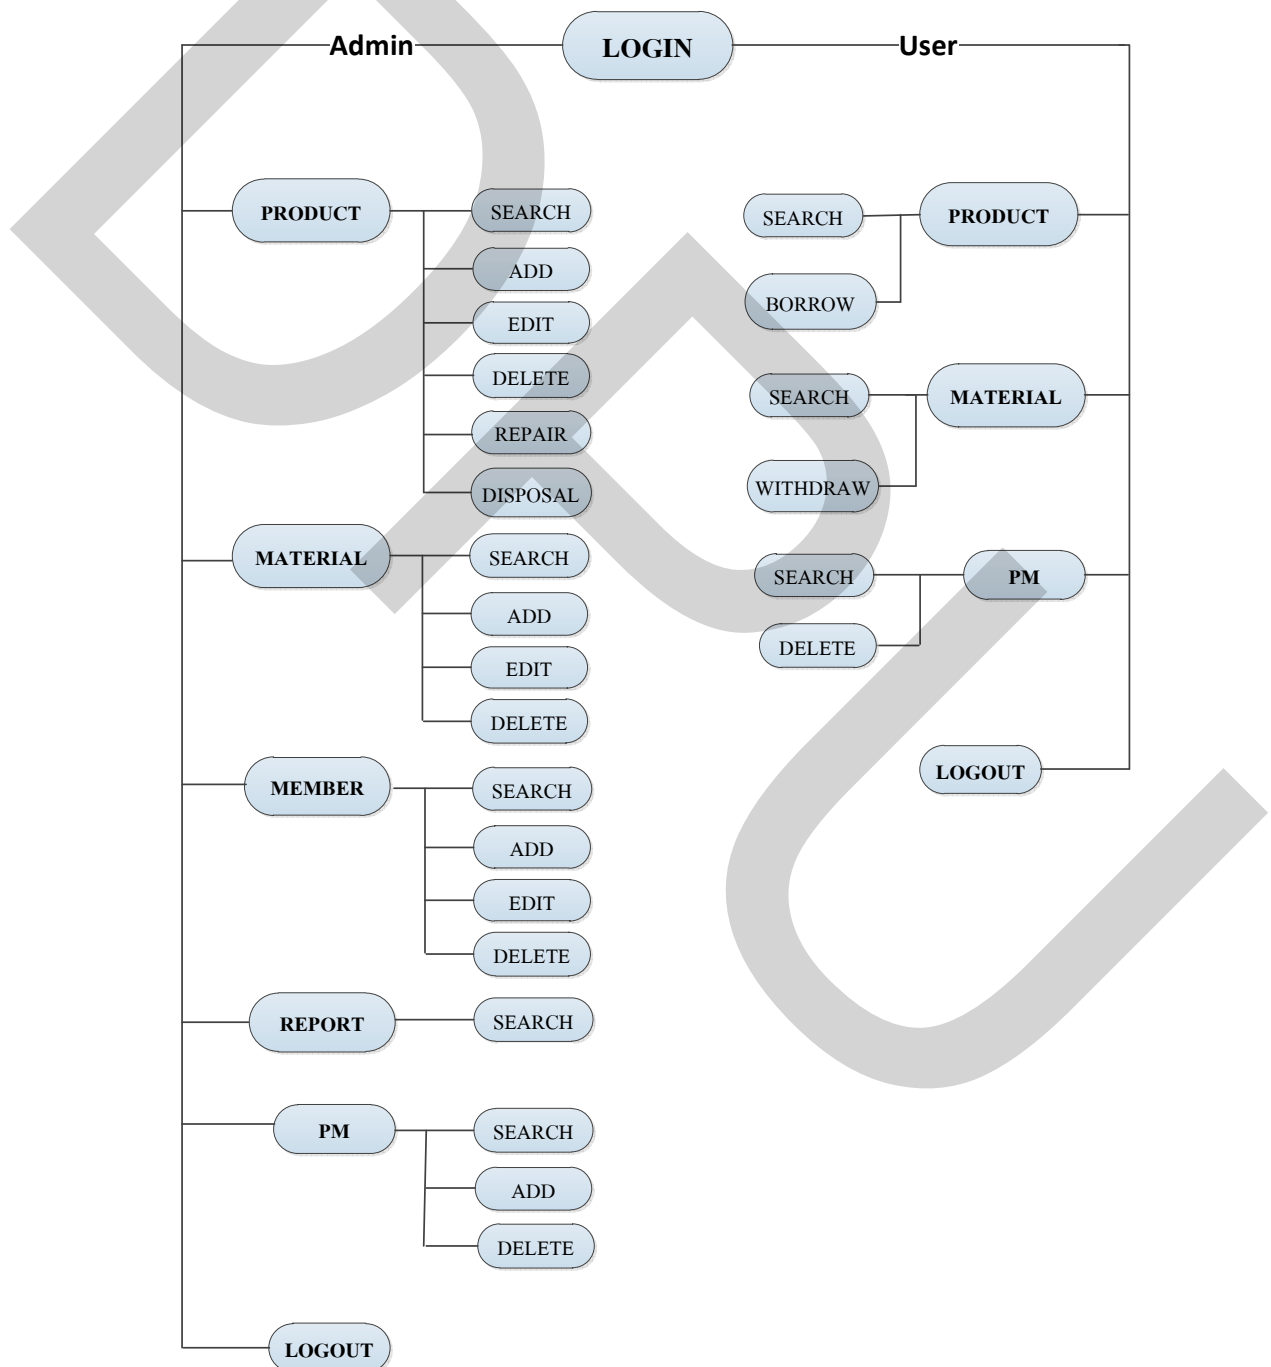 Admin
LOGIN
User
PRODUCT
SEARCH
ADD
EDIT
DELETE
REPAIR
DISPOSAL
MATERIAL
SEARCH
ADD
EDIT
DELETE
MEMBER
SEARCH
ADD
EDIT
DELETE
REPORT
SEARCH
PM
SEARCH
ADD
DELETE
LOGOUT
PRODUCT
SEARCH
BORROW
MATERIAL
SEARCH
WITHDRAW
PM
SEARCH
DELETE
LOGOUT
DPU